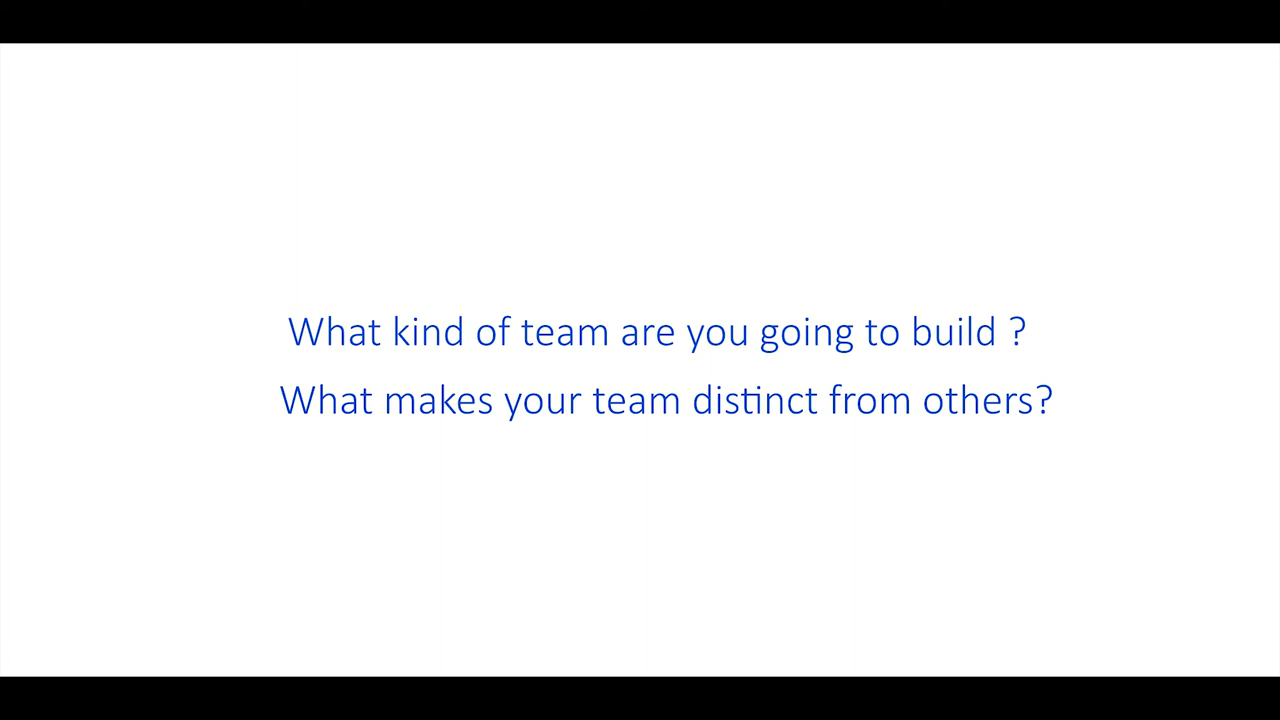 What kind of team are you going to build ?
What makes your team distinct from others?